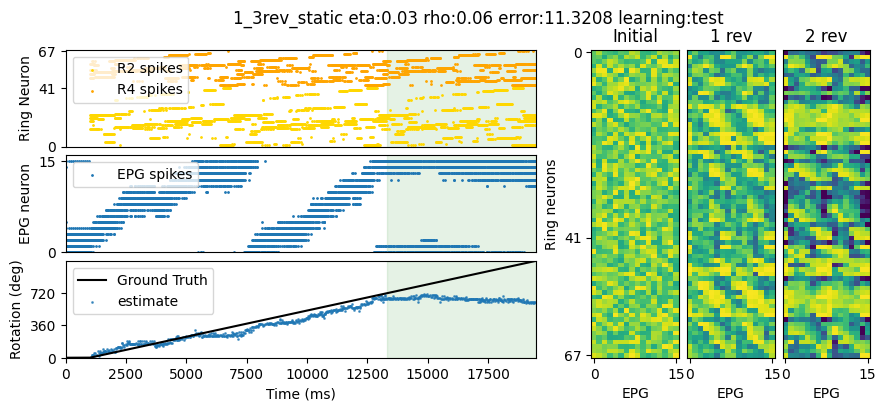 1_3rev_static eta:0.03 rho:0.06 error:11.3208 learning:test
Ring Neuron
67
41
0
R2 spikes
R4 spikes
EPG neuron
15
0
EPG spikes
Rotation (deg)
720
360
0
Ground Truth
estimate
0 2500 5000 7500 10000 12500 15000 17500
Time (ms)
Initial 1 rev 2 rev
Ring neurons
0
41
67
0 15 0 15 0 15
EPG EPG EPG